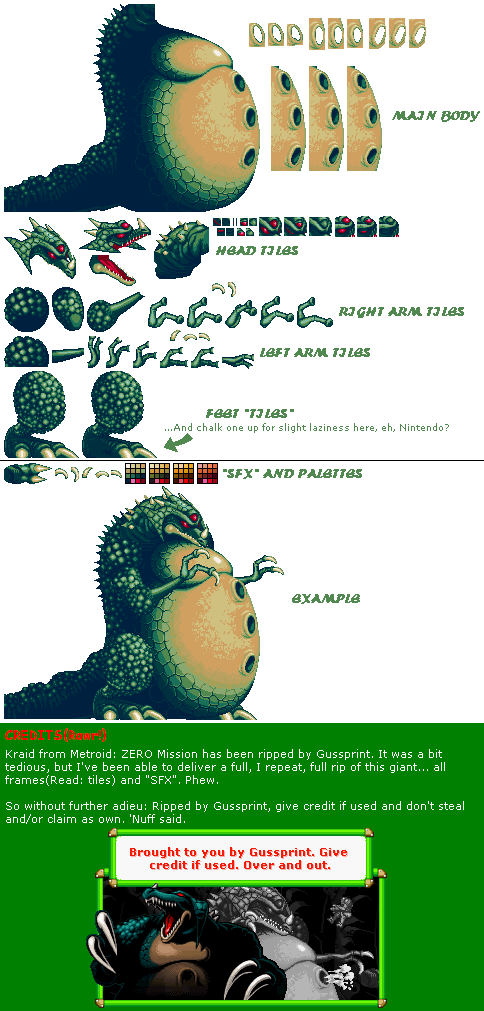 MAIN BODY
HEAD TILES
RIGHT ARM TILES
LEFT ARM TILES
FEET "TILES"
...And chalk one up for slight laziness here, eh, Nintendo?
"SFX" AND PALETTES
EXAMPLE
CREDITS(Rawr!)
Kraid from Metroid: ZERO Mission has been ripped by Gussprint. It was a bit
tedious, but I've been able to deliver a full, I repeat, full rip of this giant... all
frames(Read: tiles) and "SFX". Phew.
So without further adieu: Ripped by Gussprint, give credit if used and don't steal
and/or claim as own. 'Nuff said.
Brought to you by Gussprint. Give
credit if used. Over and out.